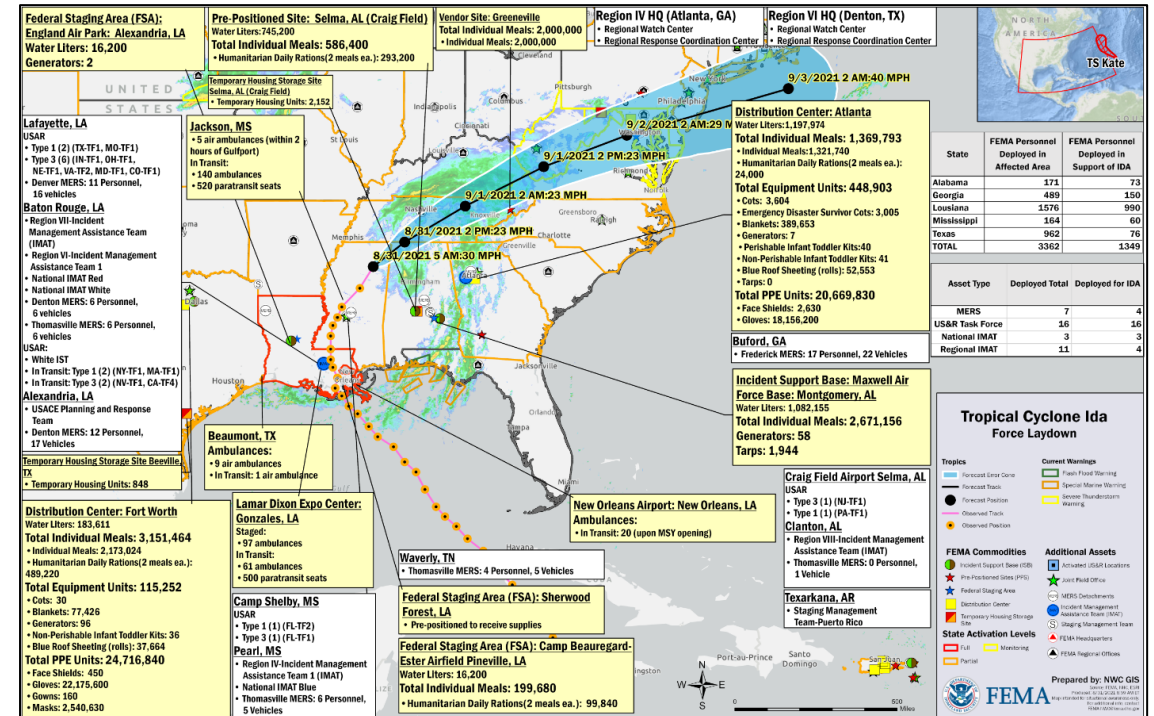 Federal Staging Area (FSA):
England Air Park: Alexandria, LA
Water Liters: 16,200
Generators: 2
Pre-Positioned Site: Selma, AL (Craig Field)
Water Liters:745,200
Total Individual Meals: 586,400
• Humanitarian Daily Rations(2 meals ea.): 293,200
Vendor Site: Greeneville
Water Liters: 2,000,000
• Individual Meals: 2,000,000
Region IV HQ (Atlanta, GA)
• Regional Watch Center
• Regional Response Coordination Center
Region VI HQ (Denton, TX)
• Regional Watch Center
• Regional Response Coordination Center
Temporary Housing Storage Site
Selma, AL (Craig Field)
• Temporary Housing Units: 2,152
Lafayette, LA
USAR
• Type 1 (2) (TX-TF1, MO-TF1)
• Type 3 (6) (IN-TF1, OH-TF1,
NE-TF1, VA-TF2, MD-TF1, CO-TF1)
• Denver MERS: 11 Personnel,
16 vehicles
Baton Rouge, LA
• Region VII-Incident
Management Assistance Team
(IMAT)
• Region VI-Incident Management
Assistance Team 1
• National IMAT Red
• National IMAT White
• Denton MERS: 6 Personnel,
6 vehicles
• Thomasville MERS: 6 Personnel,
6 vehicles
USAR:
• White IST
• In Transit: Type 1 (2) (NY-TF1, MA-TF1)
• In Transit: Type 3 (2) (NV-TF1, CA-TF4)
Alexandria, LA
• USACE Planning and Response
Team
• Denton MERS: 12 Personnel,
17 Vehicles
Temporary Housing Storage Site Beeville,
TX
• Temporary Housing Units: 848
Distribution Center: Fort Worth
Water Liters: 183,611
Total Individual Meals: 3,151,464
• Individual Meals: 2,173,024
• Humanitarian Daily Rations(2 meals ea.):
489,220
Total Equipment Units: 115,252
• Cots: 30
• Blankets: 77,426
• Generators: 96
• Non-Perishable Infant Toddler Kits: 36
• Blue Roof Sheeting (rolls): 37,664
Total PPE Units: 24,716,840
• Face Shields: 450
• Gloves: 22,175,600
• Gowns: 160
• Masks: 2,540,630
Jackson, MS
• 5 air ambulances (within 2
hours of Gulfport)
In Transit:
• 140 ambulances
• 520 paratransit seats
Beaumont, TX
Ambulances:
• 9 air ambulances
• In Transit: 1 air ambulance
Lamar Dixon Expo Center:
Gonzales, LA
Staged:
• 97 ambulances
In Transit:
• 61 ambulances
• 500 paratransit seats
Camp Shelby, MS
USAR
• Type 1 (1) (FL-TF2)
• Type 3 (1) (FL-TF1)
Pearl, MS
• Region IV-Incident Management
Assistance Team 1 (IMAT)
• National IMAT Blue
• Thomasville MERS: 6 Personnel,
5 Vehicles
Waverly, TN
• Thomasville MERS: 4 Personnel, 5 Vehicles
Federal Staging Area (FSA): Sherwood
Forest, LA
• Pre-positioned to receive supplies
Federal Staging Area (FSA): Camp Beauregard-
Ester Airfield Pineville, LA
Water Liters: 16,200
Total Individual Meals: 199,680
• Humanitarian Daily Rations(2 meals ea.): 99,840
New Orleans Airport: New Orleans, LA
Ambulances:
• In Transit: 20 (upon MSY opening)
9/3/2021 2 AM:40 MPH
9/2/2021 2 AM:29 M
9/1/2021 2 PM:23 MPH
9/1/2021 2 AM:23 MPH
8/31/2021 2 PM:23 MPH
8/31/2021 5 AM:30 MPH
UNITED
STATES
Cleveland
Pittsburgh
New York
Philadelphia
Indianapolis
Columbus
Cincinnati
St Louis
Louisville
Washington
Richmond
Norfolk
Nashville
Knoxville
Greensboro
Raleigh
Charlotte
Greenville
Memphis
Birmingham
Atlanta
Dallas
Houston
New
Orleans
Jacksonville
Orlando
Tampa
Miami
Havana
CUBA
Port-au-Prince
Santo
Domingo
San Juan
Kingston
Distribution Center: Atlanta
Water Liters:1,197,974
Total Individual Meals: 1,369,793
• Individual Meals:1,321,740
• Humanitarian Daily Rations(2 meals ea.):
24,000
Total Equipment Units: 448,903
• Cots: 3,604
• Emergency Disaster Survivor Cots: 3,005
• Blankets: 389,653
• Generators: 7
• Perishable Infant Toddler Kits:40
• Non-Perishable Infant Toddler Kits: 41
• Blue Roof Sheeting (rolls): 52,553
• Tarps: 0
Total PPE Units: 20,669,830
• Face Shields: 2,630
• Gloves: 18,156,200
Buford, GA
• Frederick MERS: 17 Personnel, 22 Vehicles
Incident Support Base: Maxwell Air
Force Base: Montgomery, AL
Water Liters: 1,082,155
Total Individual Meals: 2,671,156
Generators: 58
Tarps: 1,944
Craig Field Airport Selma, AL
USAR
• Type 3 (1) (NJ-TF1)
• Type 1 (1) (PA-TF1)
Clanton, AL
• Region VIII-Incident Management
Assistance Team (IMAT)
• Thomasville MERS: 0 Personnel,
1 Vehicle
Texarkana, AR
• Staging Management
Team-Puerto Rico
NORTH
AMERICA
TS Kate
State FEMA Personnel Deployed in Affected Area FEMA Personnel Deployed in Support of IDA
Alabama 171 73
Georgia 489 150
Lousiana 1576 990
Mississippi 164 60
Texas 962 76
TOTAL 3362 1349
Asset Type Deployed Total Deployed for IDA
MERS 7 4
US&R Task Force 16 16
National IMAT 3 3
Regional IMAT 11 4
Tropical Cyclone Ida
Force Laydown
Tropics
Forecast Error Cone
Forecast Track
Forecast Position
Observed Track
Observed Position
Current Warnings
Flash Flood Warning
Special Marine Warning
Severe Thunderstorm
Warning
FEMA Commodities
Incident Support Base (ISB)
Pre-Positioned Sites (PPS)
Federal Staging Area
Distribution Center
Temporary Housing Storage
Site
Additional Assets
Activated US&R Locations
Joint Field Office
MERS Detachments
Incident Management
Assistance Team (IMAT)
Staging Management Team
FEMA Headquarters
FEMA Regional Offices
State Activation Levels
Full
Monitoring
Partial
N
W
E
S
0
500
Miles
FEMA
Prepared by: NWC GIS